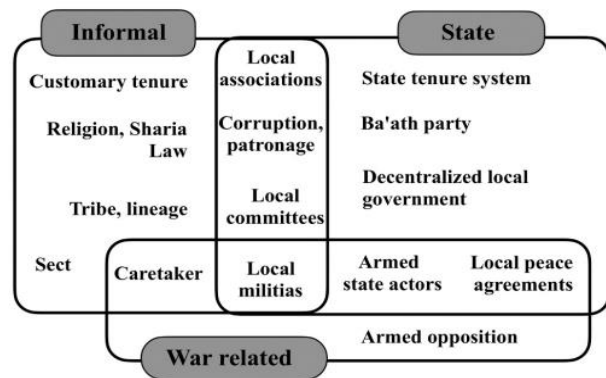 Informal
State
Customary tenure
Local
associations
State tenure system
Religion, Sharia
Law
Corruption,
patronage
Ba'ath party
Tribe, lineage
Local
committees
Decentralized local
government
Sect
Caretaker
Local
militias
Armed
state actors
Local peace
agreements
Armed opposition
War related